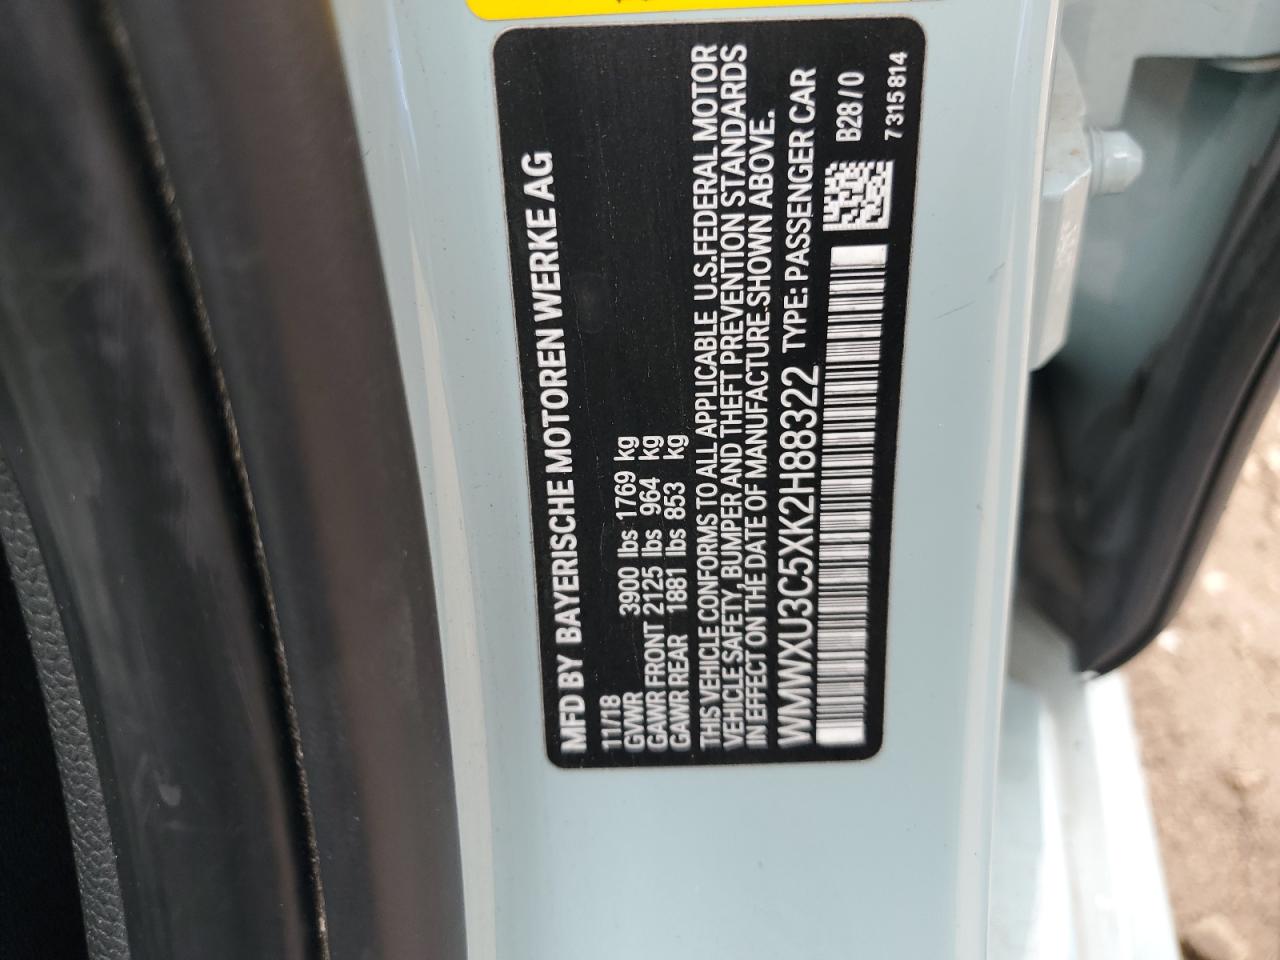 MFD BY BAYERISCHE MOTOREN WERKE AG
11/18
GVWR 3900 lbs 1769 kg
GAWR FRONT 2125 lbs 964 kg
GAWR REAR 1881 lbs 853 kg
THIS VEHICLE CONFORMS TO ALL APPLICABLE U.S.FEDERAL MOTOR
VEHICLE SAFETY, BUMPER AND THEFT PREVENTION STANDARDS
IN EFFECT ON THE DATE OF MANUFACTURE SHOWN ABOVE.
WMWXU3C5XK2H88322 TYPE: PASSENGER CAR
B28/0
7 315 814